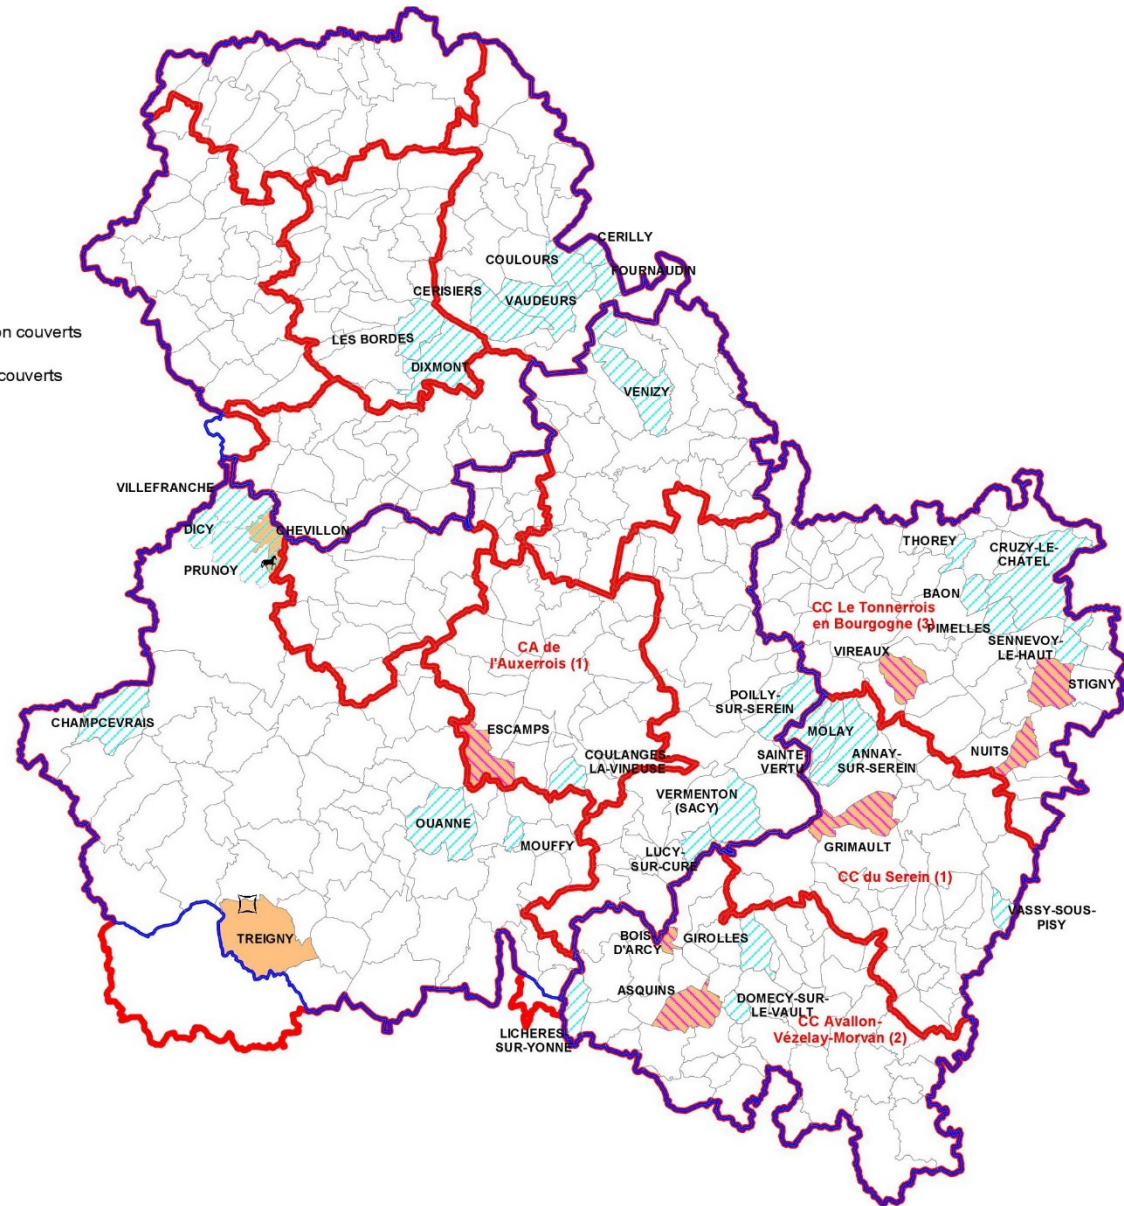 CERILLY
COULOURS
FOURNAUDIN
CERISIERS
VAUDEURS
on couverts
LES BORDES
DIXMONT
couverts
VENIZY
VILLEFRANCHE
DICY
CHEVILLON
PRUNOY
THOREY
CRUZY-LE-
CHATEL
BAON
CC Le Tonnerrois
en Bourgogne (3)
PIMELLES
SENNEVOY-
LE-HAUT
VIREAUX
STIGNY
CA de
l'Auxerrois (1)
POILLY-
SUR-SEREIN
CHAMPCEVRAIS
ESCAMPS
MOLAY
NUITS
COULANGES-
LA-VINEUSE
SAINTE-
VERTU
ANNAY-
SUR-SEREIN
VERMENTON
(SACY)
OUANNE
MOUFFY
GRIMAULT
LUCY-
SUR-CURE
CC du Serein (1)
VASSY-SOUS-
PISY
TREIGNY
BOIS-
D'ARCY
GIROLLES
ASQUINS
DOMECY-SUR-
LE-VAULT
CC Avallon-
Vézelay-Morvan (2)
LICHERES-
SUR-YONNE